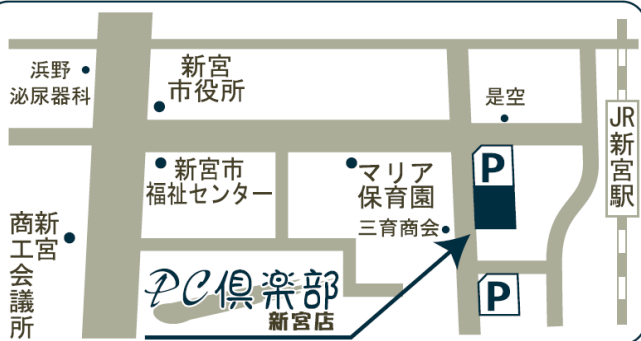 浜野
泌尿器科
新宮
市役所
是空
JR新宮駅
新宮市
福祉センター
マリア
保育園
三育商会
新宮
商工会議所
P
P
PC倶楽部
新宮店